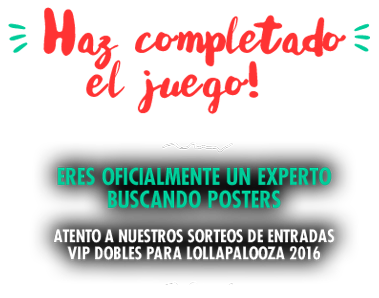 Haz completado
el juego!
ERES OFICIALMENTE UN EXPERTO
BUSCANDO POSTERS
ATENTO A NUESTROS SORTEOS DE ENTRADAS
VIP DOBLES PARA LOLLAPALOOZA 2016